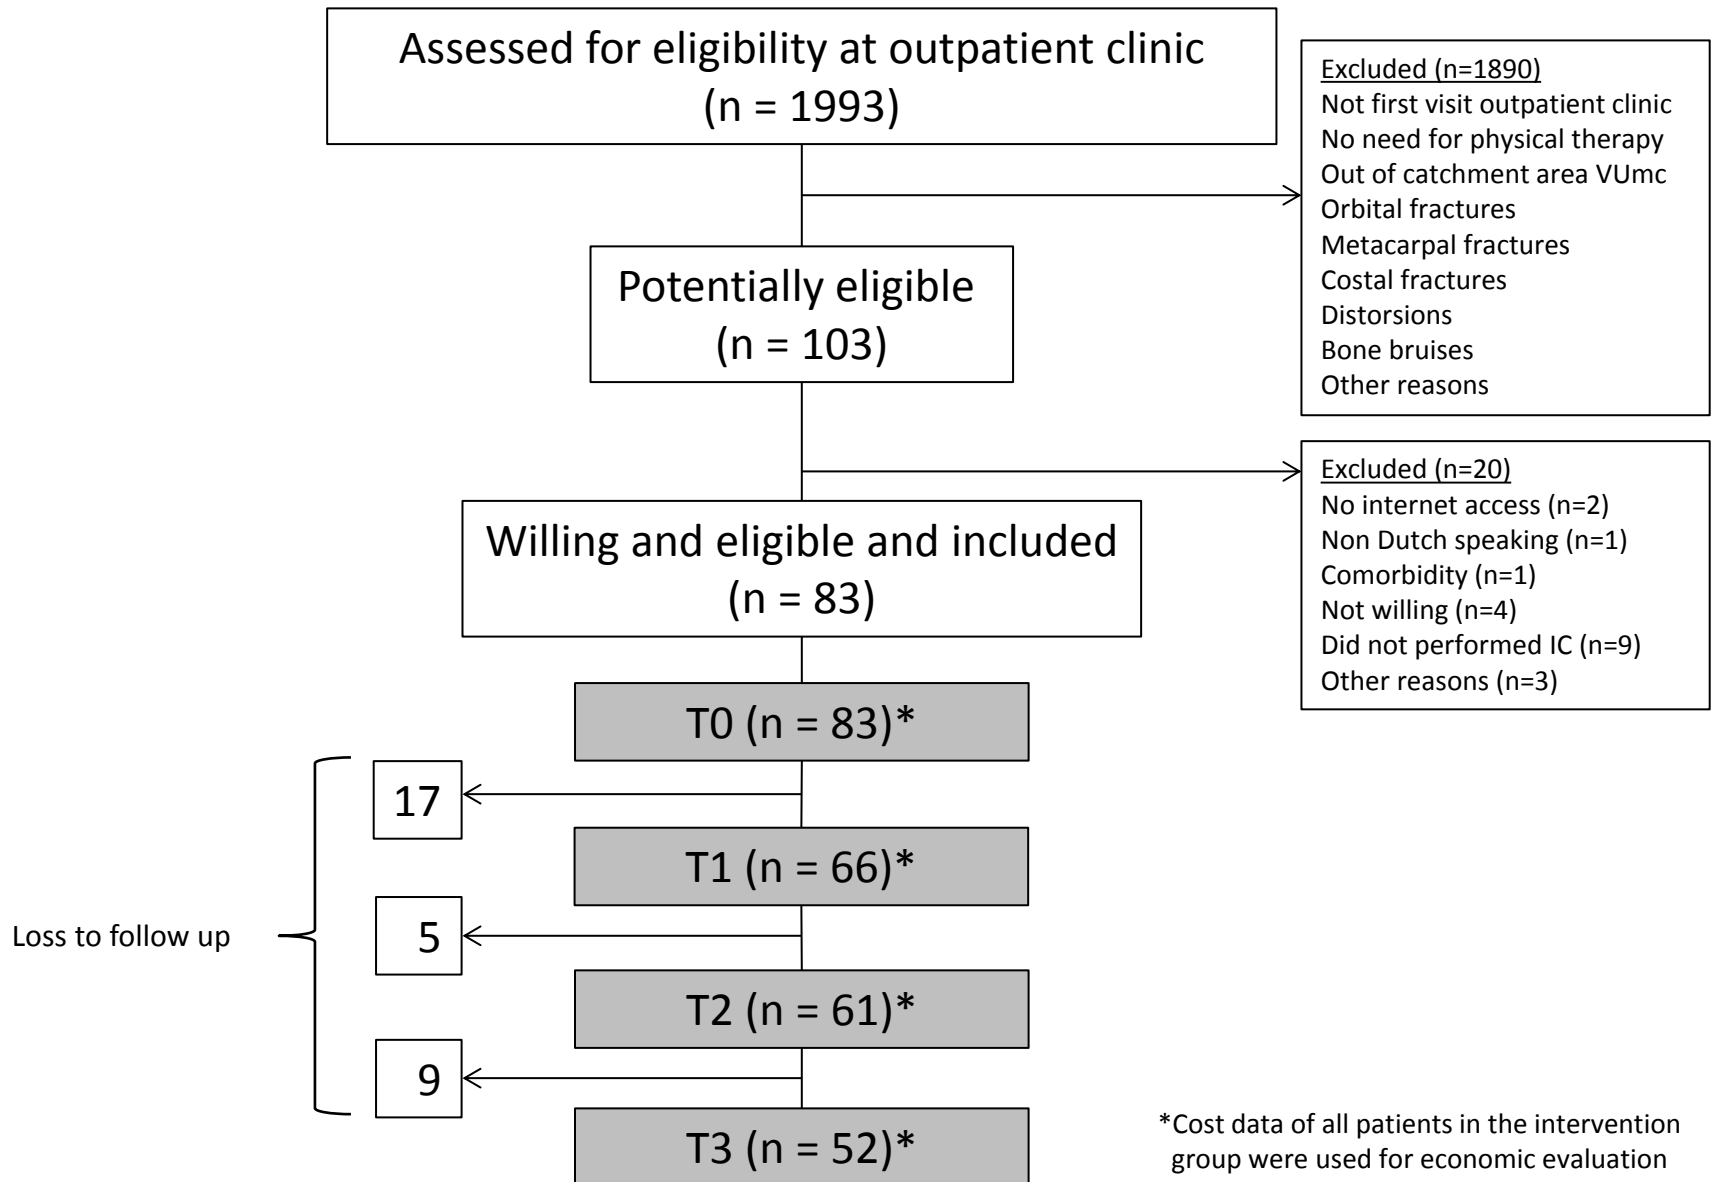 Assessed for eligibility at outpatient clinic
(n = 1993)
Excluded (n=1890)
Not first visit outpatient clinic
No need for physical therapy
Out of catchment area VUmc
Orbital fractures
Metacarpal fractures
Costal fractures
Distorsions
Bone bruises
Other reasons
Potentially eligible
(n = 103)
Excluded (n=20)
No internet access (n=2)
Non Dutch speaking (n=1)
Comorbidity (n=1)
Not willing (n=4)
Did not performed IC (n=9)
Other reasons (n=3)
Willing and eligible and included
(n = 83)
T0 (n = 83)*
17
T1 (n = 66)*
Loss to follow up
5
T2 (n = 61)*
9
T3 (n = 52)*
*Cost data of all patients in the intervention
group were used for economic evaluation